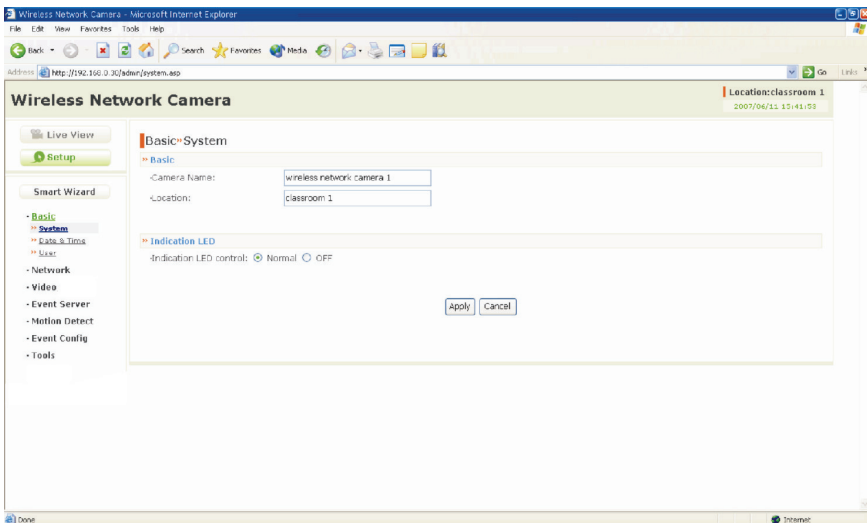 Wireless Network Camera - Microsoft Internet Explorer
File Edit View Favorites Tools Help
Back Search Favorites Media
Address http://192.168.0.30/admin/system.asp Go Links
Wireless Network Camera
Location:classroom 1
2007/06/11 15:41:53
Live View
Setup
Smart Wizard
- Basic
» System
» Date & Time
» User
- Network
- Video
- Event Server
- Motion Detect
- Event Config
- Tools
Basic»System
» Basic
-Camera Name: wireless network camera 1
-Location: classroom 1
» Indication LED
-Indication LED control: Normal OFF
Apply Cancel
Done Internet